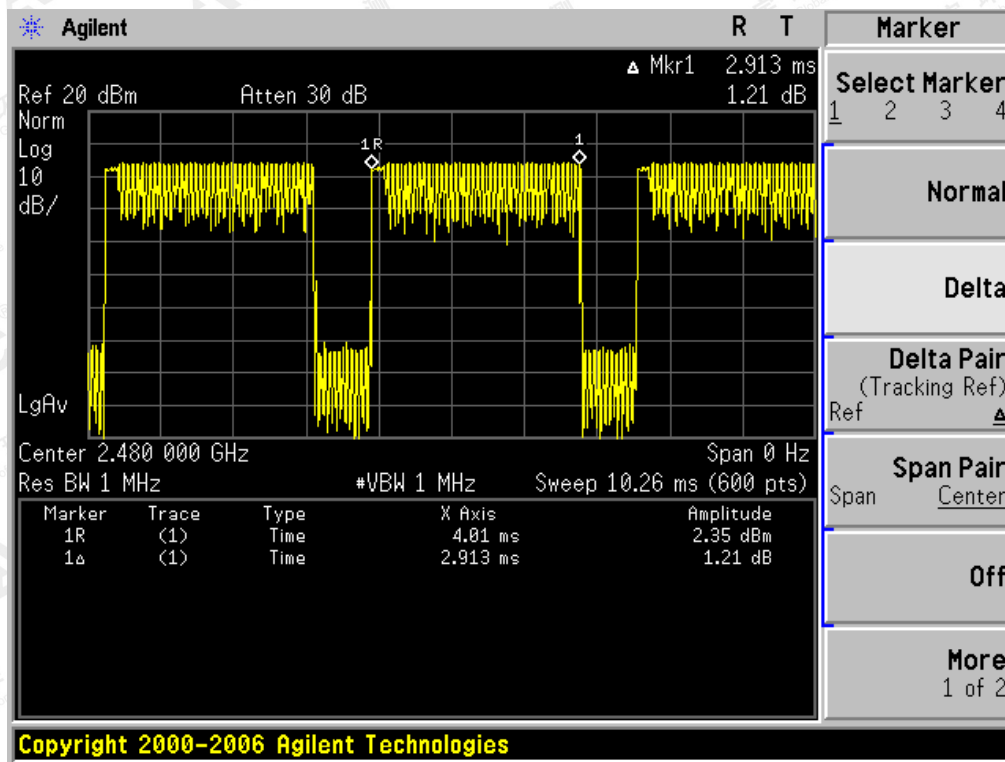 Agilent R T
Δ Mkr1 2.913 ms
Ref 20 dBm Atten 30 dB 1.21 dB
Norm
Log
10
dB/
1R
1
LgAv
Center 2.480 000 GHz Span 0 Hz
Res BW 1 MHz #VBW 1 MHz Sweep 10.26 ms (600 pts)
Marker Trace Type X Axis Amplitude
1R (1) Time 4.01 ms 2.35 dBm
1Δ (1) Time 2.913 ms 1.21 dB
Copyright 2000-2006 Agilent Technologies
Marker
Select Marker
1 2 3 4
Normal
Delta
Delta Pair
(Tracking Ref)
Ref Δ
Span Pair
Span Center
Off
More
1 of 2